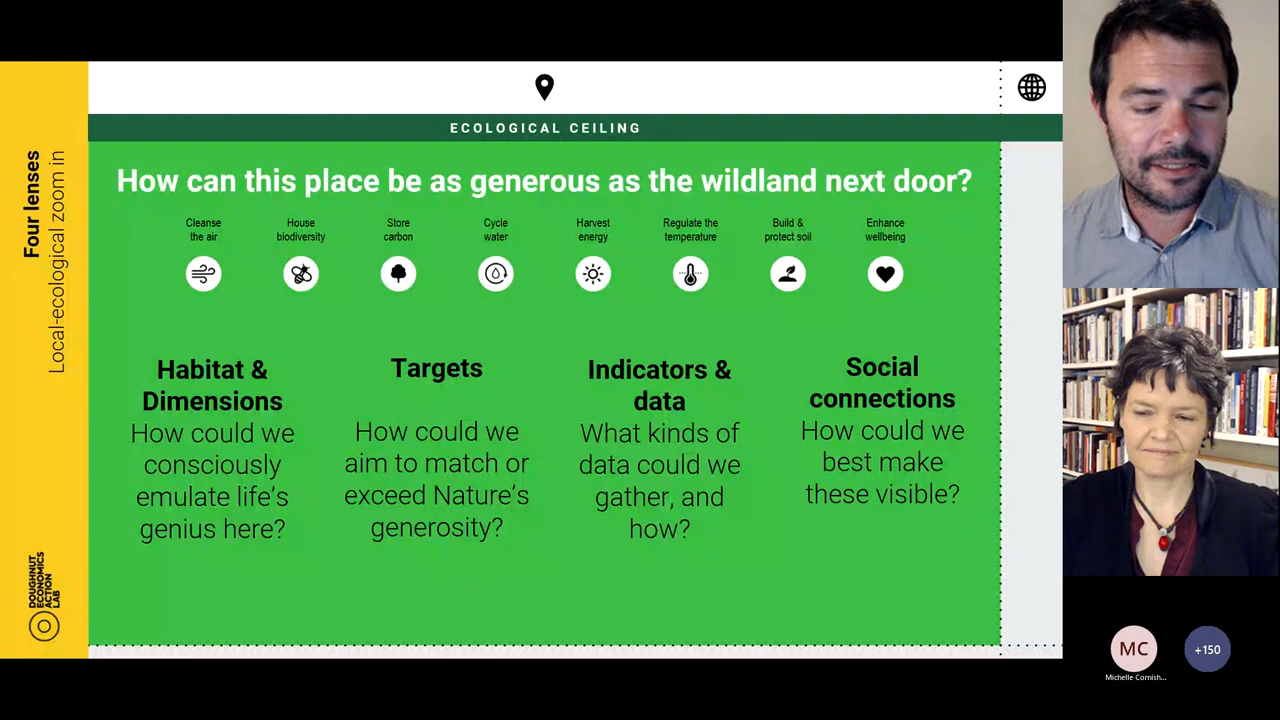 Four lenses
Local-ecological zoom in
DOUGHNUT
ECONOMICS
ACTION
LAB
ECOLOGICAL CEILING
How can this place be as generous as the wildland next door?
Cleanse
the air
House
biodiversity
Store
carbon
Cycle
water
Harvest
energy
Regulate the
temperature
Build &
protect soil
Enhance
wellbeing
Habitat &
Dimensions
How could we
consciously
emulate life's
genius here?
Targets
How could we
aim to match or
exceed Nature's
generosity?
Indicators &
data
What kinds of
data could we
gather, and
how?
Social
connections
How could we
best make
these visible?
MC
Michelle Cornish...
+150